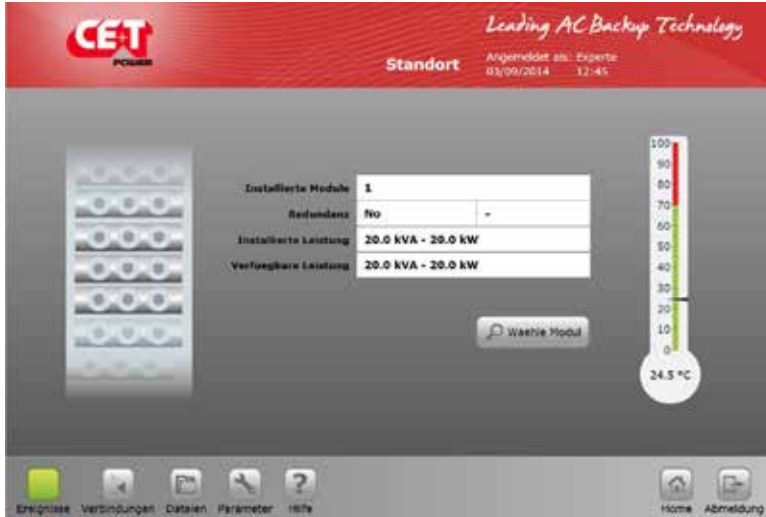 CE+T
POWER
Leading AC Backup Technology
Standort
Angemeldet als: Experte
03/09/2014 12:45
Installierte Module 1
Redundanz No -
Installierte Leistung 20.0 kVA - 20.0 kW
Verfuegbare Leistung 20.0 kVA - 20.0 kW
Waehle Modul
100
90
80
70
60
50
40
30
20
10
0
24.5 °C
Ereignisse Verbindungen Dateien Parameter Hilfe Home Abmeldung